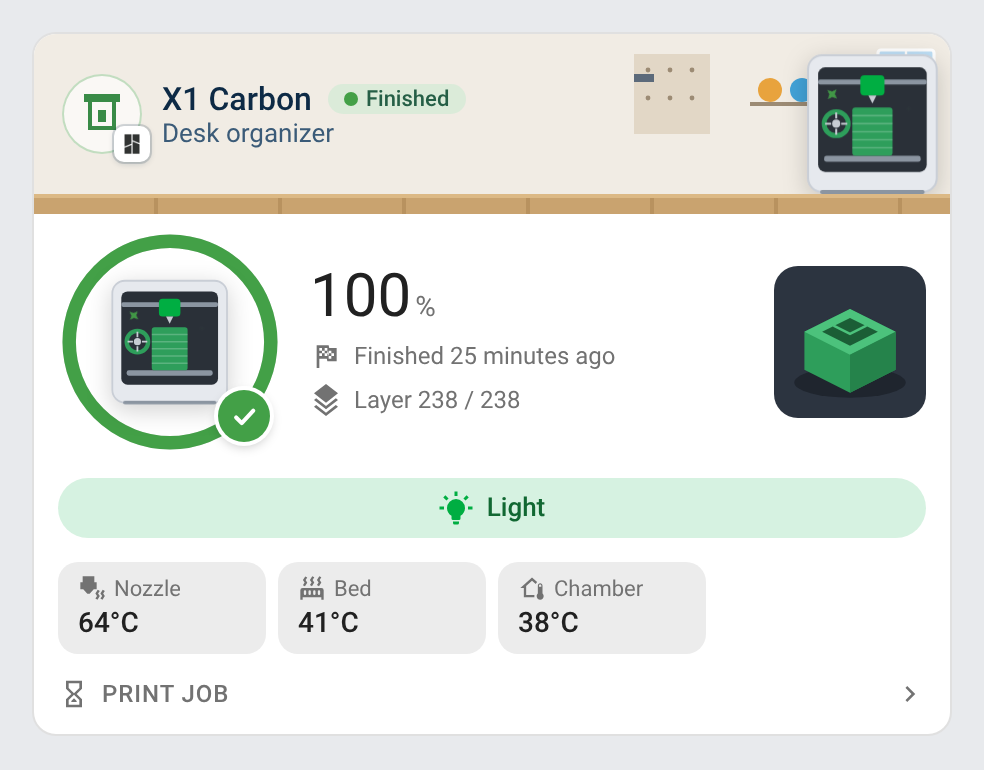 X1 Carbon
Finished
Desk organizer
100%
Finished 25 minutes ago
Layer 238 / 238
Light
Nozzle
64°C
Bed
41°C
Chamber
38°C
PRINT JOB